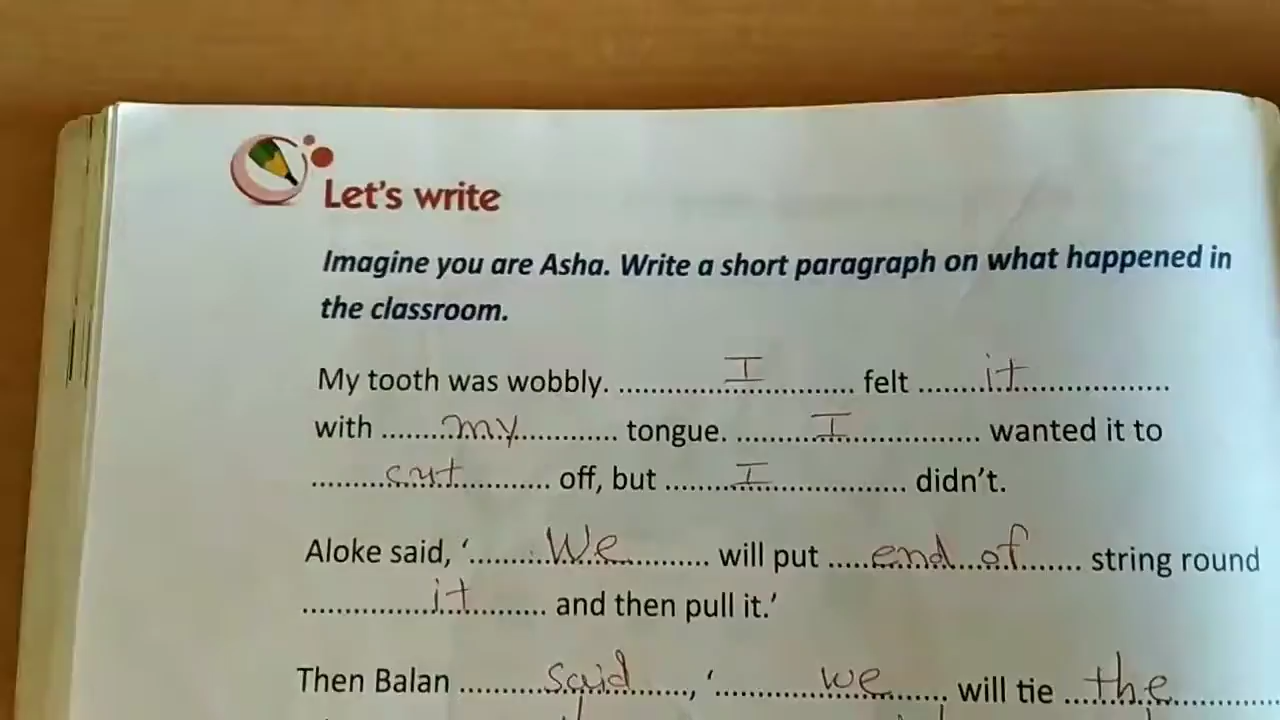 Let's write
Imagine you are Asha. Write a short paragraph on what happened in
the classroom.
My tooth was wobbly. ............I............ felt ........it................
with ........my............ tongue. ..........I................ wanted it to
..........cut.......... off, but ..........I................ didn't.
Aloke said, '........We............ will put .....end of....... string round
................it.......... and then pull it.'
Then Balan ..........said......, '............we........ will tie ...the............